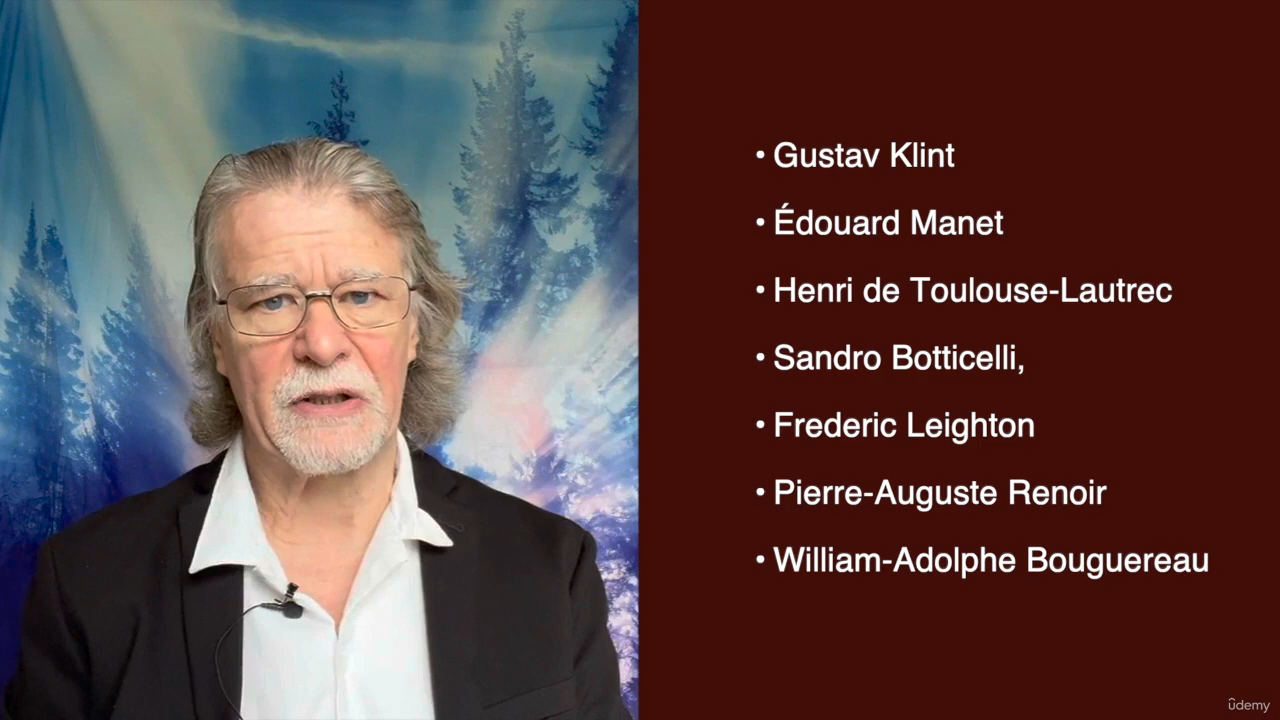 • Gustav Klint
• Édouard Manet
• Henri de Toulouse-Lautrec
• Sandro Botticelli,
• Frederic Leighton
• Pierre-Auguste Renoir
• William-Adolphe Bouguereau
ûdemy